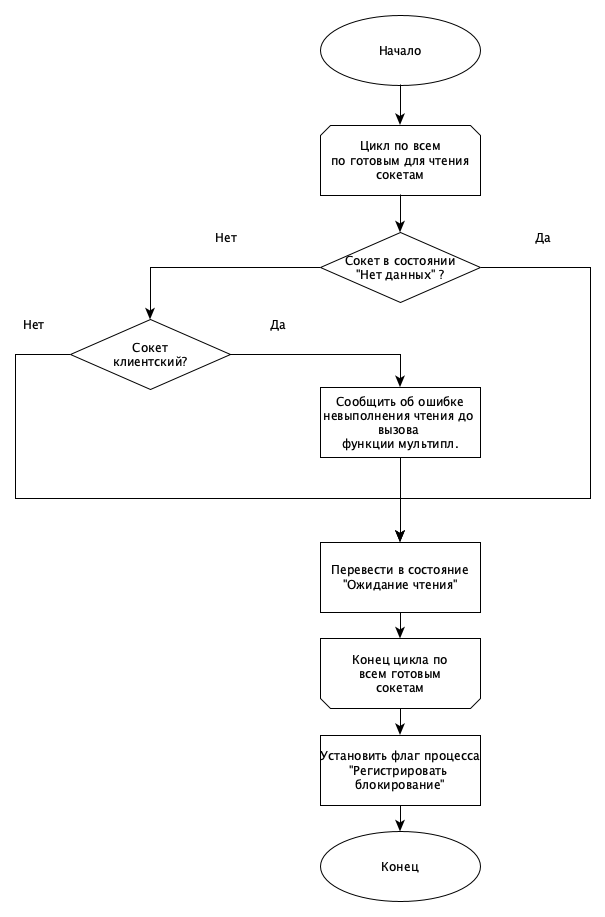 Начало
Цикл по всем
по готовым для чтения
сокетам
Нет
Да
Сокет в состоянии
"Нет данных" ?
Нет
Да
Сокет
клиентский?
Сообщить об ошибке
невыполнения чтения до
вызова
функции мультипл.
Перевести в состояние
"Ожидание чтения"
Конец цикла по
всем готовым
сокетам
Установить флаг процесса
"Регистрировать
блокирование"
Конец